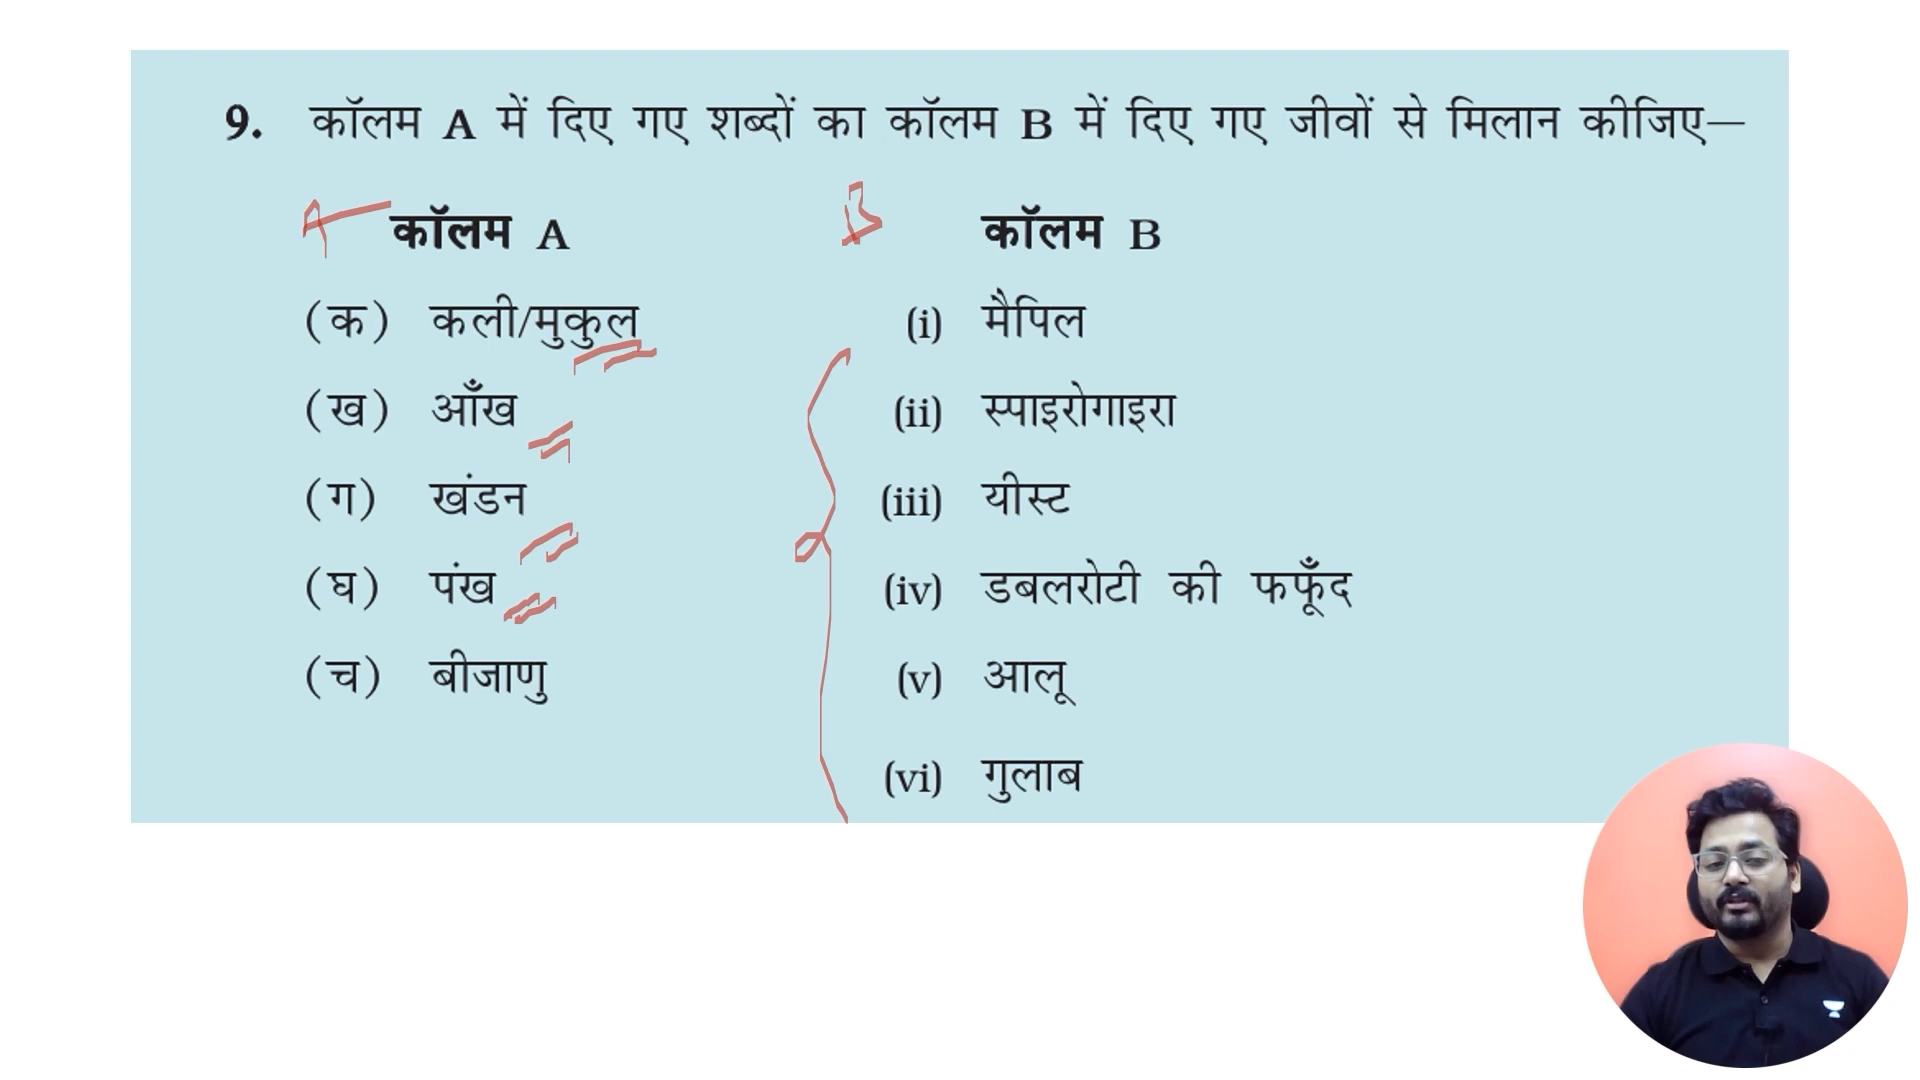 9. कॉलम A में दिए गए शब्दों का कॉलम B में दिए गए जीवों से मिलान कीजिए—
A कॉलम A B कॉलम B
(क) कली/मुकुल (i) मैपिल
(ख) आँख (ii) स्पाइरोगाइरा
(ग) खंडन (iii) यीस्ट
(घ) पंख (iv) डबलरोटी की फफूँद
(च) बीजाणु (v) आलू
(vi) गुलाब